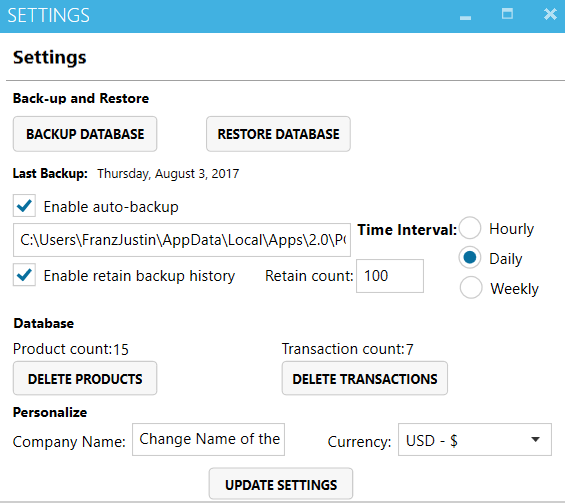 SETTINGS
Settings
Back-up and Restore
BACKUP DATABASE RESTORE DATABASE
Last Backup: Thursday, August 3, 2017
Enable auto-backup
C:\Users\FranzJustin\AppData\Local\Apps\2.0\P Time Interval: Hourly
Daily
Enable retain backup history Retain count: 100
Weekly
Database
Product count:15 Transaction count:7
DELETE PRODUCTS DELETE TRANSACTIONS
Personalize
Company Name: Change Name of the Currency: USD - $
UPDATE SETTINGS